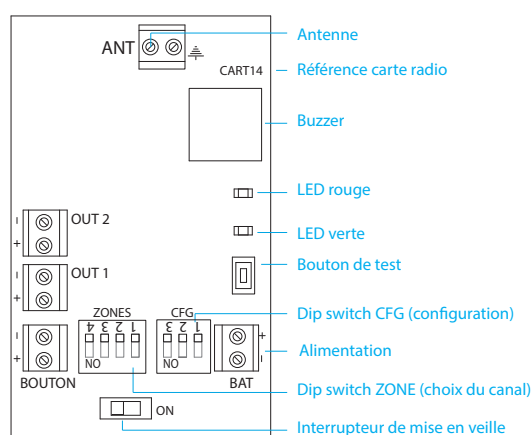 ANT
Antenne
CART14
Référence carte radio
Buzzer
LED rouge
LED verte
Bouton de test
- OUT 2
+
- OUT 1
+
ZONES
4 3 2 1
NO
CFG
3 2 1
NO
Dip switch CFG (configuration)
-
+
BOUTON
+
-
BAT
Alimentation
Dip switch ZONE (choix du canal)
ON
Interrupteur de mise en veille